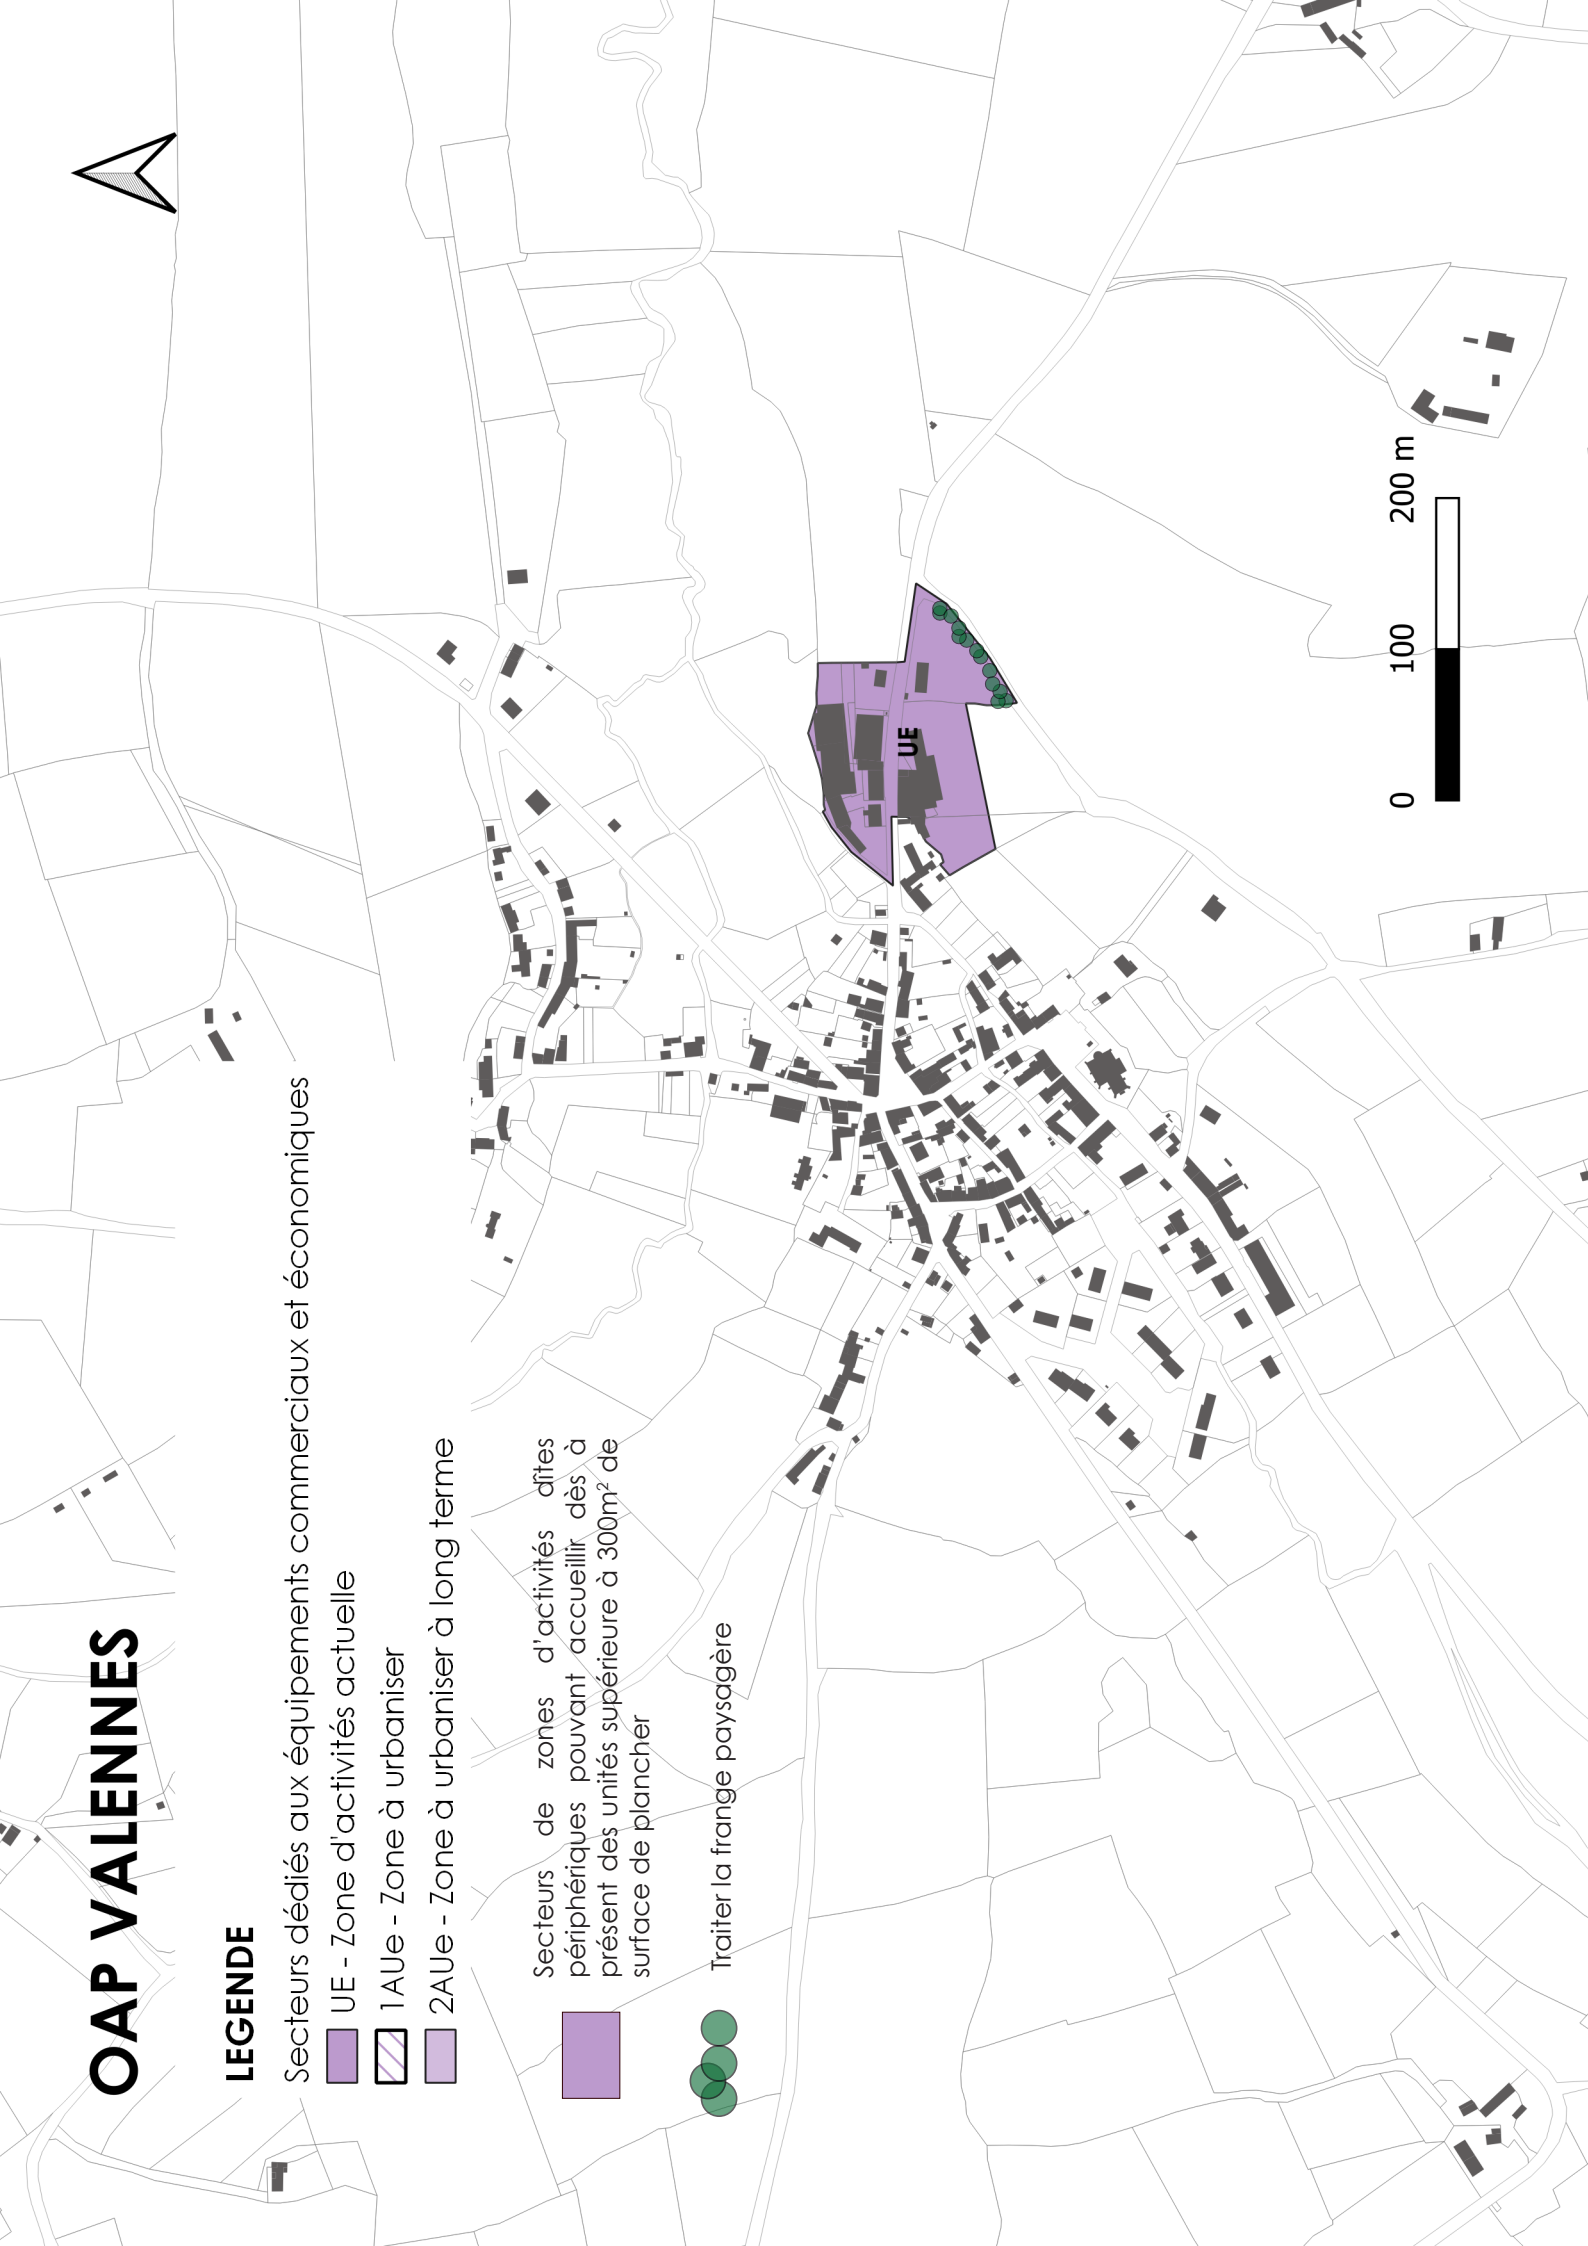 OAP VALENNES
LEGENDE
Secteurs dédiés aux équipements commerciaux et économiques
UE - Zone d'activités actuelle
1AUe - Zone à urbaniser
2AUe - Zone à urbaniser à long terme
Secteurs de zones d'activités dîtes
périphériques pouvant accueillir dès à
présent des unités supérieure à 300m² de
surface de plancher
Traiter la frange paysagère
UE
0 100 200 m